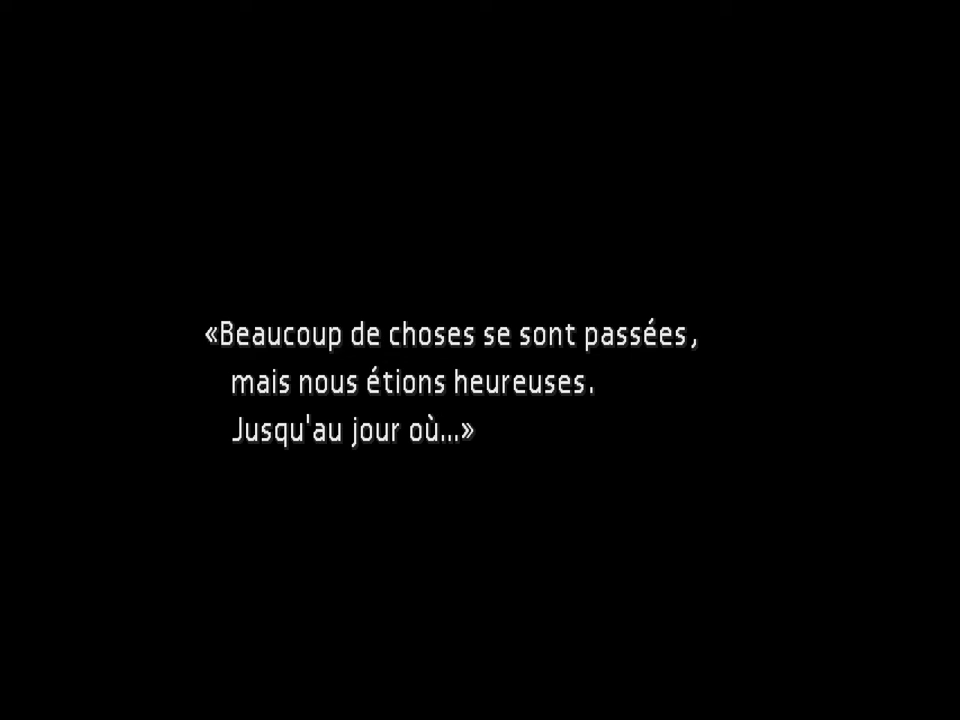 «Beaucoup de choses se sont passées,
mais nous étions heureuses.
Jusqu'au jour où...»